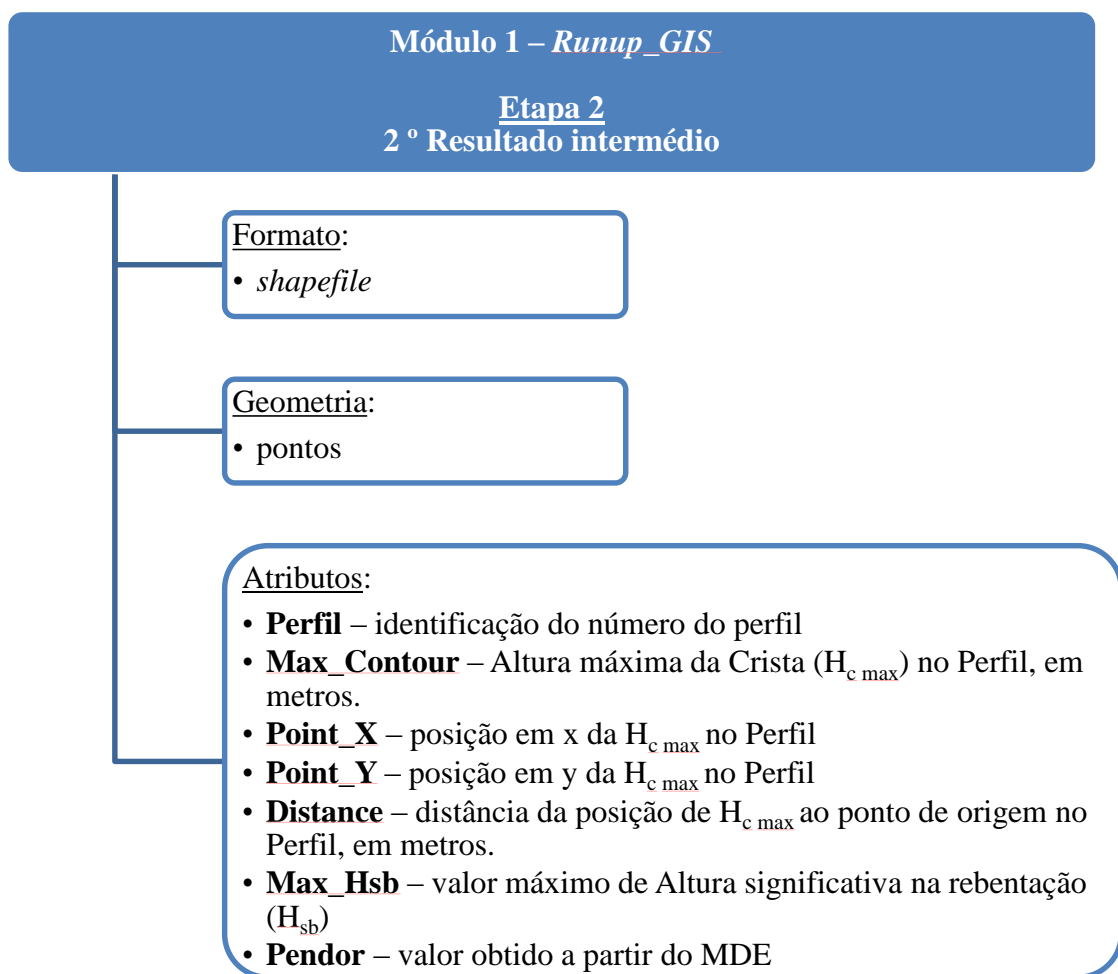 Módulo 1 – Runup_GIS
Etapa 2
2 º Resultado intermédio
Formato:
• shapefile
Geometria:
• pontos
Atributos:
• Perfil – identificação do número do perfil
• Max_Contour – Altura máxima da Crista (Hc max) no Perfil, em
metros.
• Point_X – posição em x da Hc max no Perfil
• Point_Y – posição em y da Hc max no Perfil
• Distance – distância da posição de Hc max ao ponto de origem no
Perfil, em metros.
• Max_Hsb – valor máximo de Altura significativa na rebentação
(Hsb)
• Pendor – valor obtido a partir do MDE